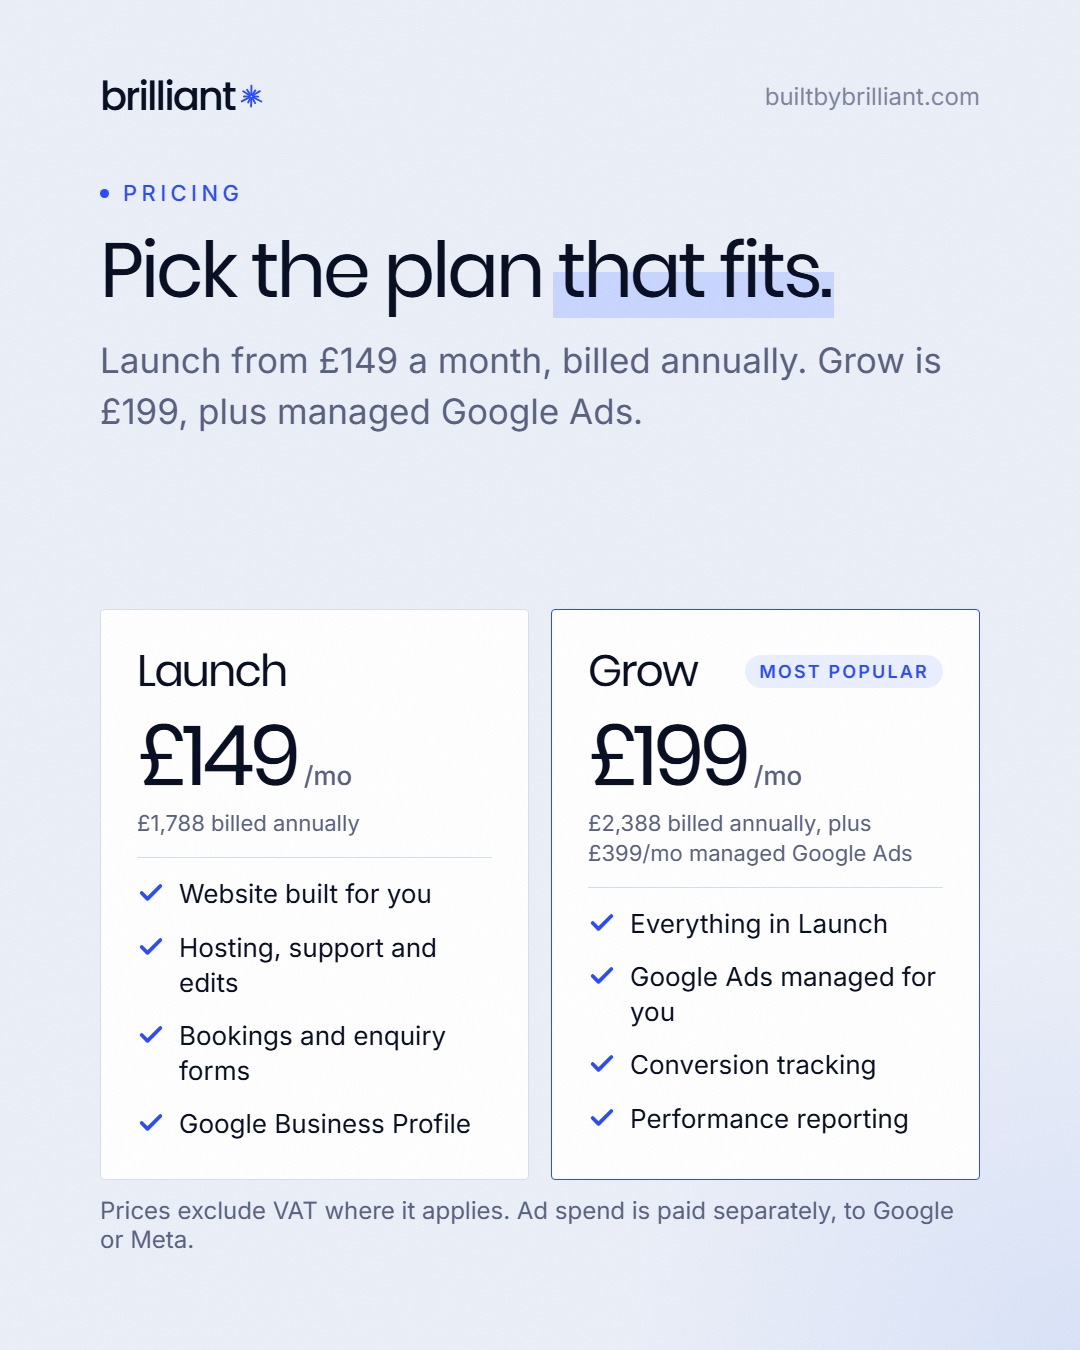 brilliant
builtbybrilliant.com
PRICING
Pick the plan that fits.
Launch from £149 a month, billed annually. Grow is
£199, plus managed Google Ads.
Launch
£149 /mo
£1,788 billed annually
Website built for you
Hosting, support and
edits
Bookings and enquiry
forms
Google Business Profile
Grow
MOST POPULAR
£199 /mo
£2,388 billed annually, plus
£399/mo managed Google Ads
Everything in Launch
Google Ads managed for
you
Conversion tracking
Performance reporting
Prices exclude VAT where it applies. Ad spend is paid separately, to Google
or Meta.